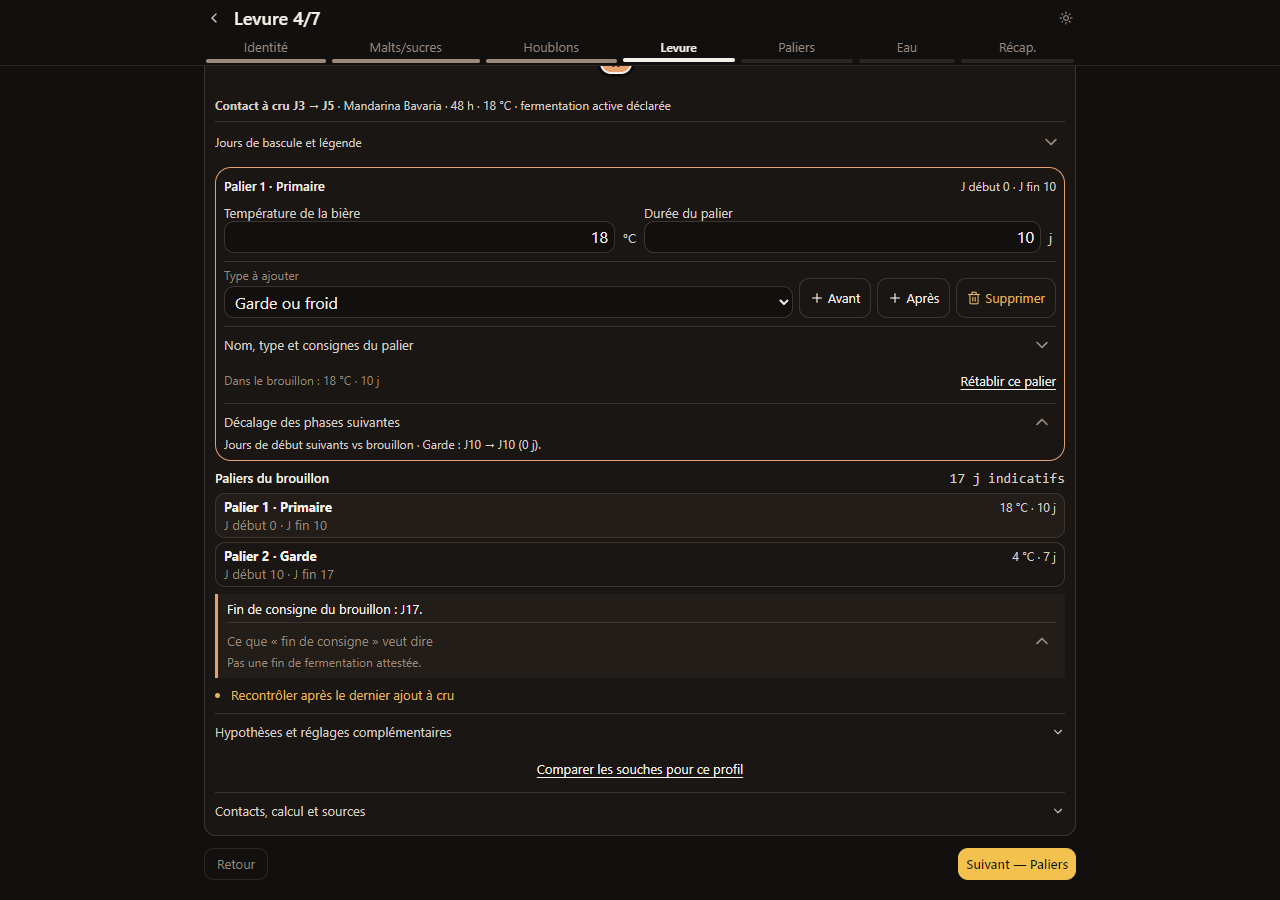 Levure 4/7
Identité
Malts/sucres
Houblons
Levure
Paliers
Eau
Récap.
Contact à cru J3 → J5 · Mandarina Bavaria · 48 h · 18 °C · fermentation active déclarée
Jours de bascule et légende
Palier 1 · Primaire
J début 0 · J fin 10
Température de la bière
Durée du palier
18 °C
10 j
Type à ajouter
Garde ou froid
+ Avant
+ Après
Supprimer
Nom, type et consignes du palier
Dans le brouillon : 18 °C · 10 j
Rétablir ce palier
Décalage des phases suivantes
Jours de début suivants vs brouillon · Garde : J10 → J10 (0 j).
Paliers du brouillon
17 j indicatifs
Palier 1 · Primaire
18 °C · 10 j
J début 0 · J fin 10
Palier 2 · Garde
4 °C · 7 j
J début 10 · J fin 17
Fin de consigne du brouillon : J17.
Ce que « fin de consigne » veut dire
Pas une fin de fermentation attestée.
Recontrôler après le dernier ajout à cru
Hypothèses et réglages complémentaires
Comparer les souches pour ce profil
Contacts, calcul et sources
Retour
Suivant — Paliers